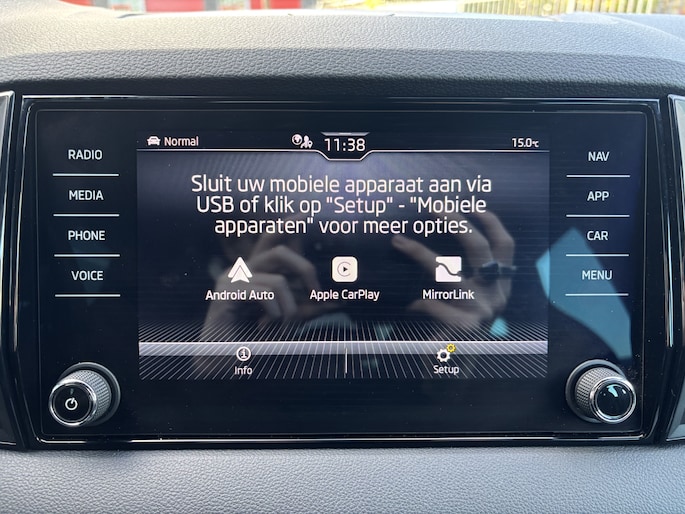 Normal
11:38
15.0°C
RADIO
MEDIA
PHONE
VOICE
Sluit uw mobiele apparaat aan via
USB of klik op "Setup" - "Mobiele
apparaten" voor meer opties.
Android Auto
Apple CarPlay
MirrorLink
Info
Setup
NAV
APP
CAR
MENU